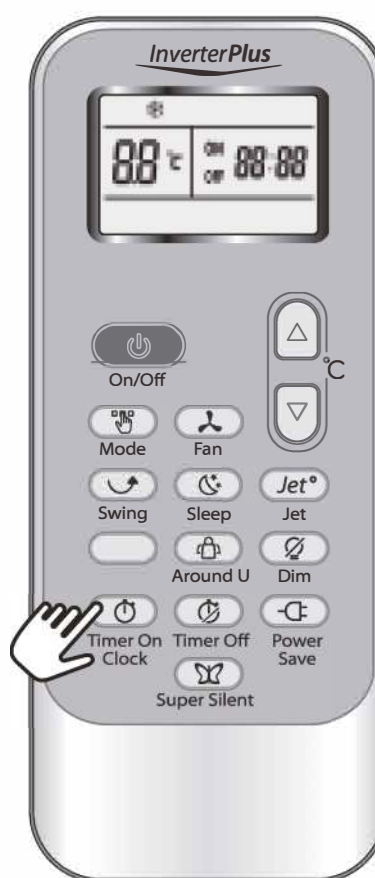 InverterPlus
88 °C ON 88:88
OFF
On/Off
°C
Mode Fan
Jet°
Swing Sleep Jet
Around U Dim
Timer On Timer Off Power
Clock Save
Super Silent